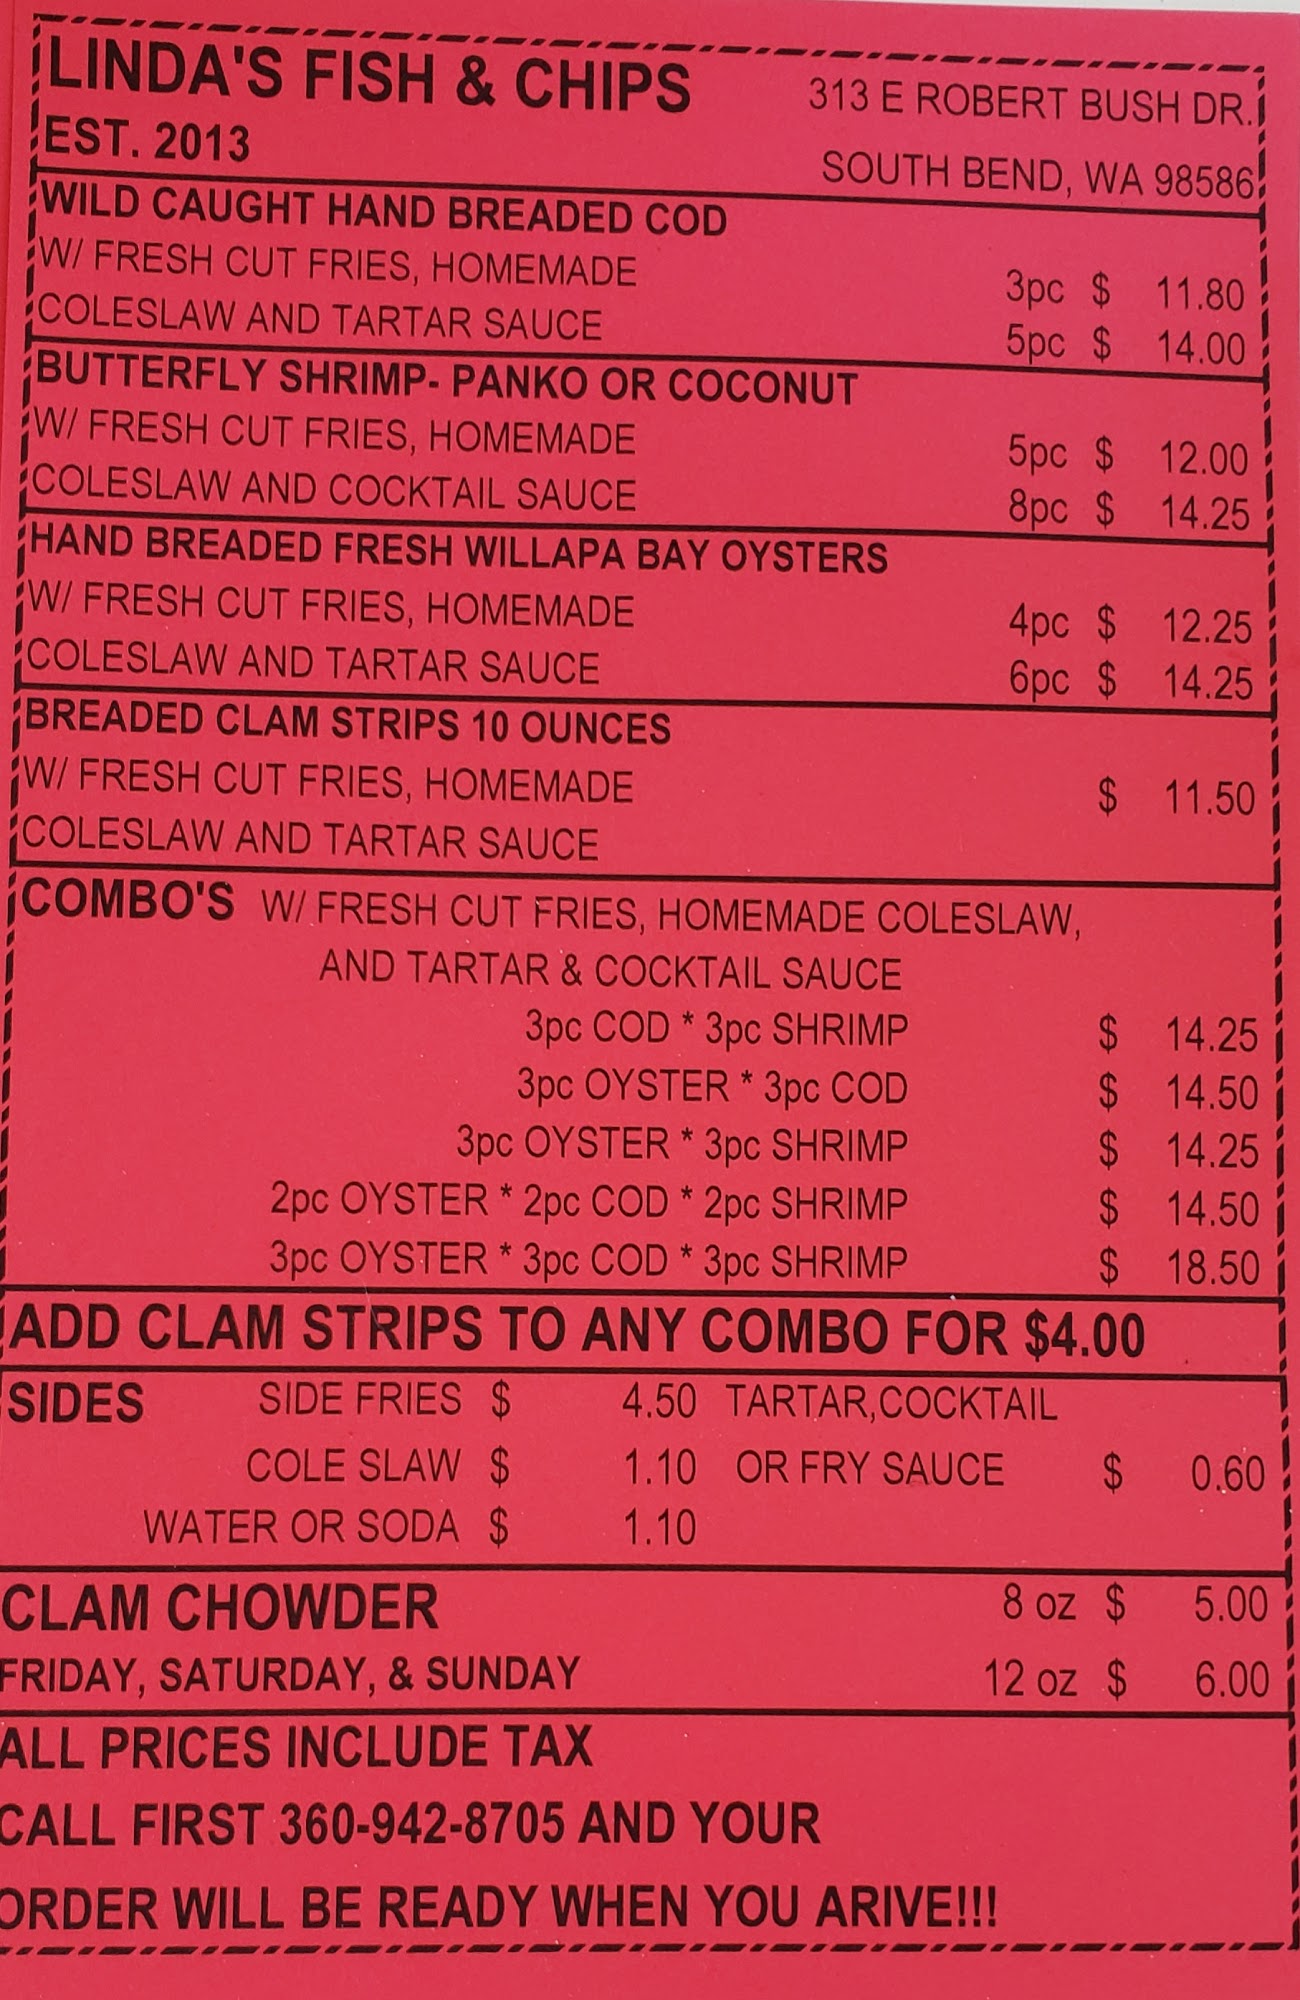 LINDA'S FISH & CHIPS 313 E ROBERT BUSH DR.
EST. 2013 SOUTH BEND, WA 98586
WILD CAUGHT HAND BREADED COD
W/ FRESH CUT FRIES, HOMEMADE 3pc $ 11.80
COLESLAW AND TARTAR SAUCE 5pc $ 14.00
BUTTERFLY SHRIMP- PANKO OR COCONUT
W/ FRESH CUT FRIES, HOMEMADE 5pc $ 12.00
COLESLAW AND COCKTAIL SAUCE 8pc $ 14.25
HAND BREADED FRESH WILLAPA BAY OYSTERS
W/ FRESH CUT FRIES, HOMEMADE 4pc $ 12.25
COLESLAW AND TARTAR SAUCE 6pc $ 14.25
BREADED CLAM STRIPS 10 OUNCES
W/ FRESH CUT FRIES, HOMEMADE $ 11.50
COLESLAW AND TARTAR SAUCE
COMBO'S W/ FRESH CUT FRIES, HOMEMADE COLESLAW,
AND TARTAR & COCKTAIL SAUCE
3pc COD * 3pc SHRIMP $ 14.25
3pc OYSTER * 3pc COD $ 14.50
3pc OYSTER * 3pc SHRIMP $ 14.25
2pc OYSTER * 2pc COD * 2pc SHRIMP $ 14.50
3pc OYSTER * 3pc COD * 3pc SHRIMP $ 18.50
ADD CLAM STRIPS TO ANY COMBO FOR $4.00
SIDES SIDE FRIES $ 4.50 TARTAR,COCKTAIL
COLE SLAW $ 1.10 OR FRY SAUCE $ 0.60
WATER OR SODA $ 1.10
CLAM CHOWDER 8 oz $ 5.00
FRIDAY, SATURDAY, & SUNDAY 12 oz $ 6.00
ALL PRICES INCLUDE TAX
CALL FIRST 360-942-8705 AND YOUR
ORDER WILL BE READY WHEN YOU ARIVE!!!